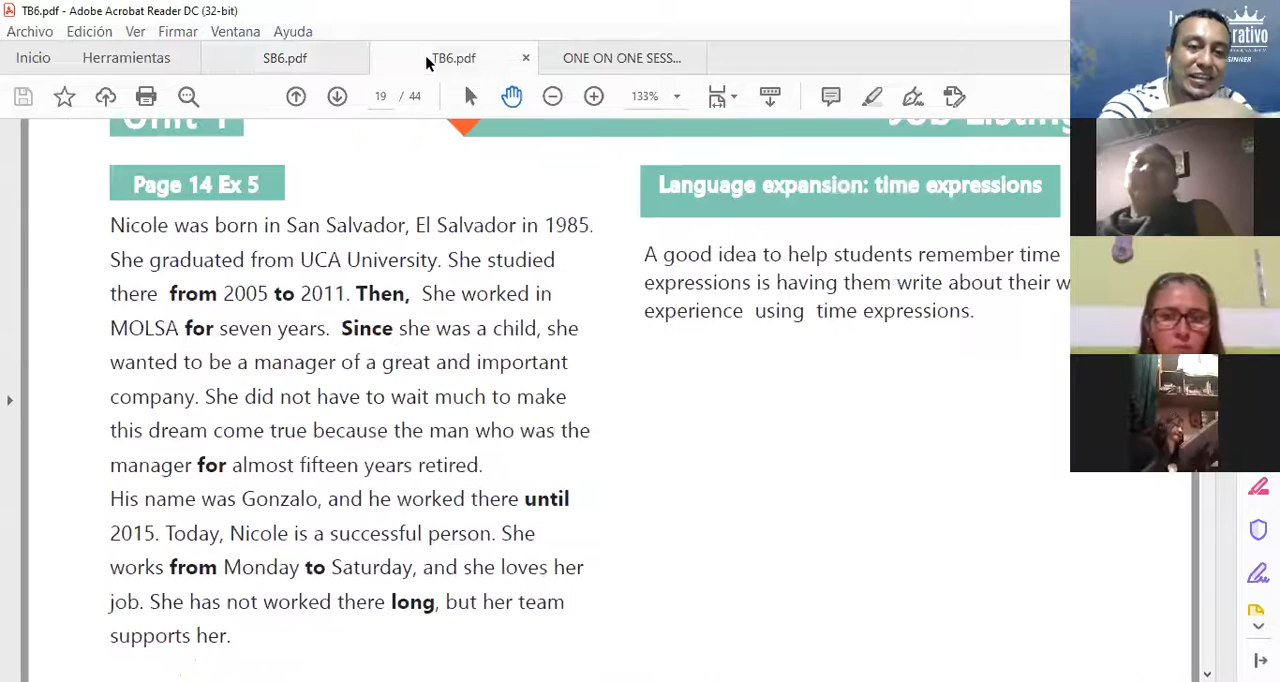 TB6.pdf - Adobe Acrobat Reader DC (32-bit)
Archivo Edición Ver Firmar Ventana Ayuda
Inicio Herramientas SB6.pdf TB6.pdf × ONE ON ONE SESS...
19 / 44 133%
Unit 1 Job Listing
Page 14 Ex 5
Nicole was born in San Salvador, El Salvador in 1985.
She graduated from UCA University. She studied
there from 2005 to 2011. Then, She worked in
MOLSA for seven years. Since she was a child, she
wanted to be a manager of a great and important
company. She did not have to wait much to make
this dream come true because the man who was the
manager for almost fifteen years retired.
His name was Gonzalo, and he worked there until
2015. Today, Nicole is a successful person. She
works from Monday to Saturday, and she loves her
job. She has not worked there long, but her team
supports her.
Language expansion: time expressions
A good idea to help students remember time
expressions is having them write about their w
experience using time expressions.
In
rativo
SINNER